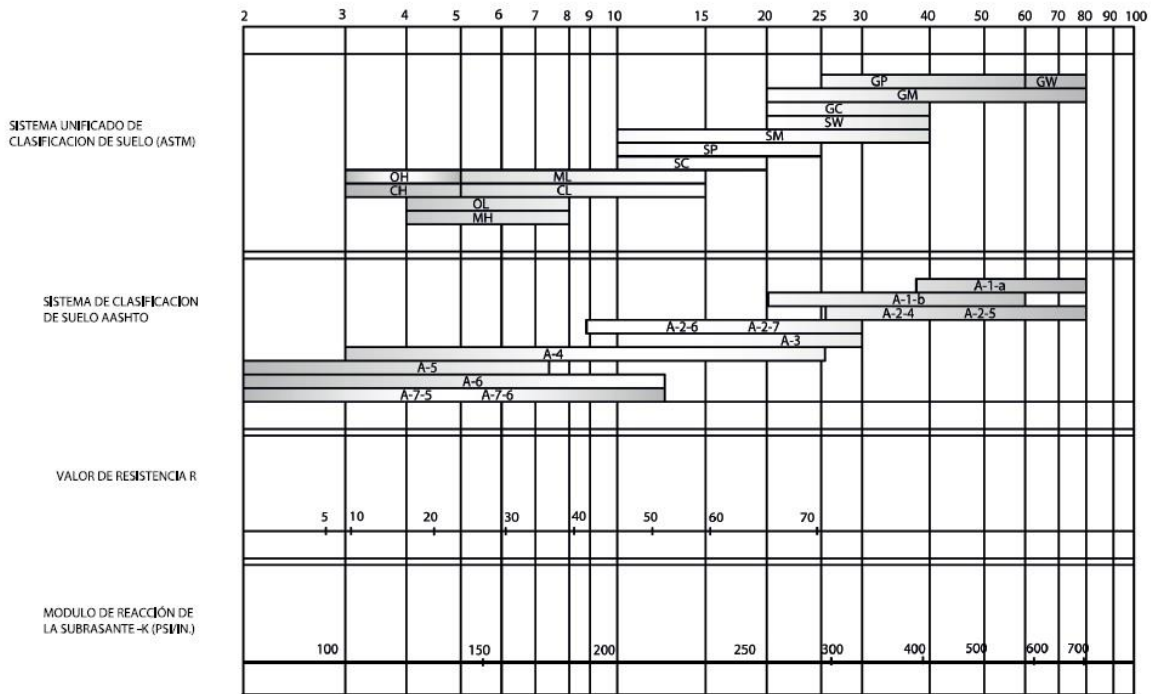 2 3 4 5 6 7 8 9 10 15 20 25 30 40 50 60 70 80 90 100
GP GW
GM
GC
SW
SISTEMA UNIFICADO DE
CLASIFICACION DE SUELO (ASTM)
SM
SP
SC
OH ML
CH CL
OL
MH
SISTEMA DE CLASIFICACION
DE SUELO AASHTO
A-1-a
A-1-b
A-2-4 A-2-5
A-2-6 A-2-7
A-3
A-4
A-5
A-6
A-7-5 A-7-6
VALOR DE RESISTENCIA R
5 10 20 30 40 50 60 70
MODULO DE REACCIÓN DE
LA SUBRASANTE -K (PSI/IN.)
100 150 200 250 300 400 500 600 700